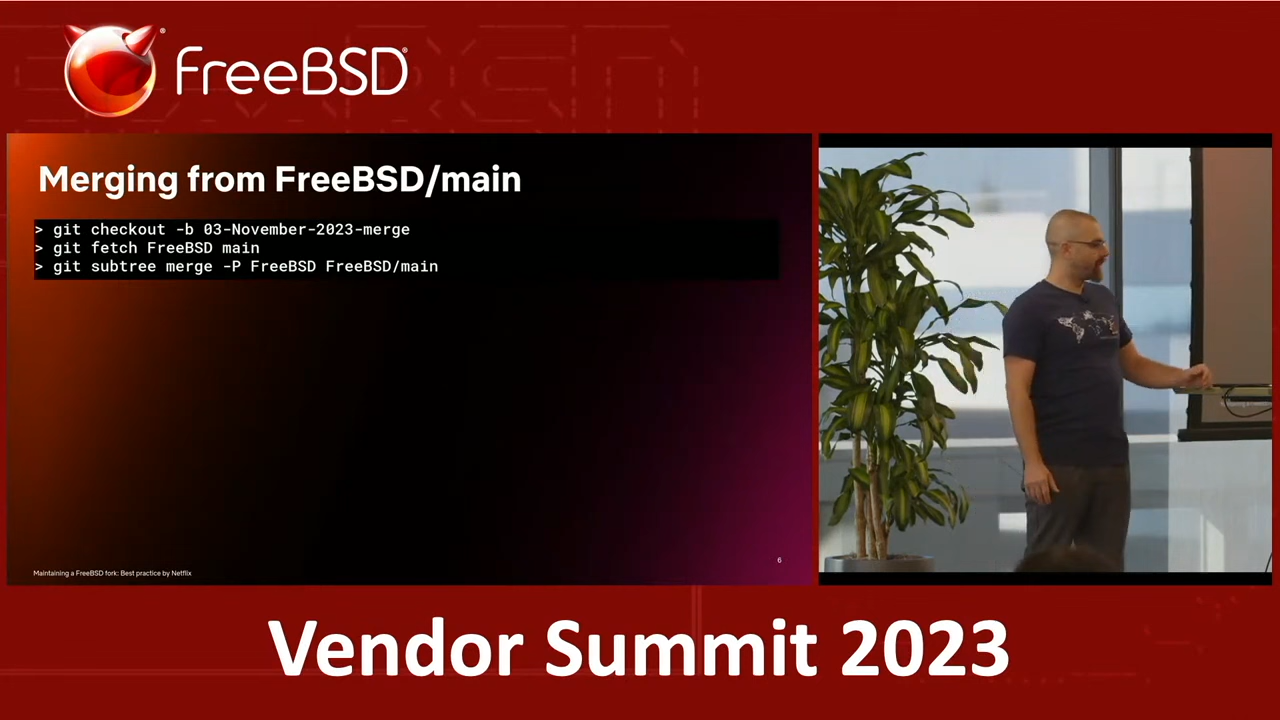 FreeBSD®
Merging from FreeBSD/main
> git checkout -b 03-November-2023-merge
> git fetch FreeBSD main
> git subtree merge -P FreeBSD FreeBSD/main
Maintaining a FreeBSD fork: Best practice by Netflix
6
Vendor Summit 2023